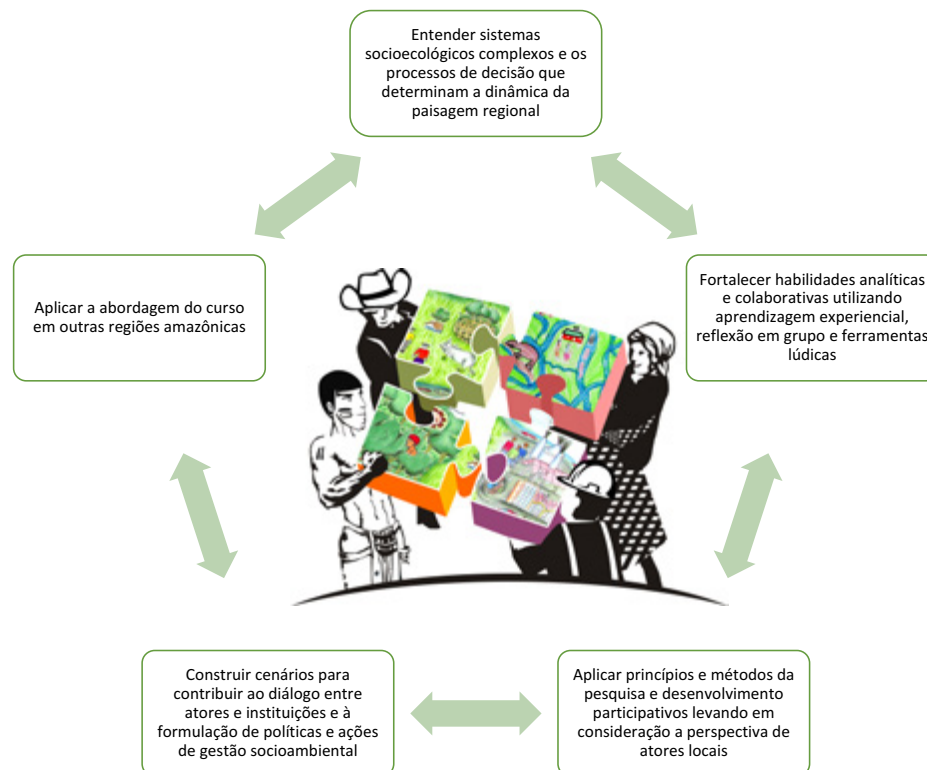 Entender sistemas
socioecológicos complexos e os
processos de decisão que
determinam a dinâmica da
paisagem regional
Fortalecer habilidades analíticas
e colaborativas utilizando
aprendizagem experiencial,
reflexão em grupo e ferramentas
lúdicas
Aplicar princípios e métodos da
pesquisa e desenvolvimento
participativos levando em
consideração a perspectiva de
atores locais
Construir cenários para
contribuir ao diálogo entre
atores e instituições e à
formulação de políticas e ações
de gestão socioambiental
Aplicar a abordagem do curso
em outras regiões amazônicas